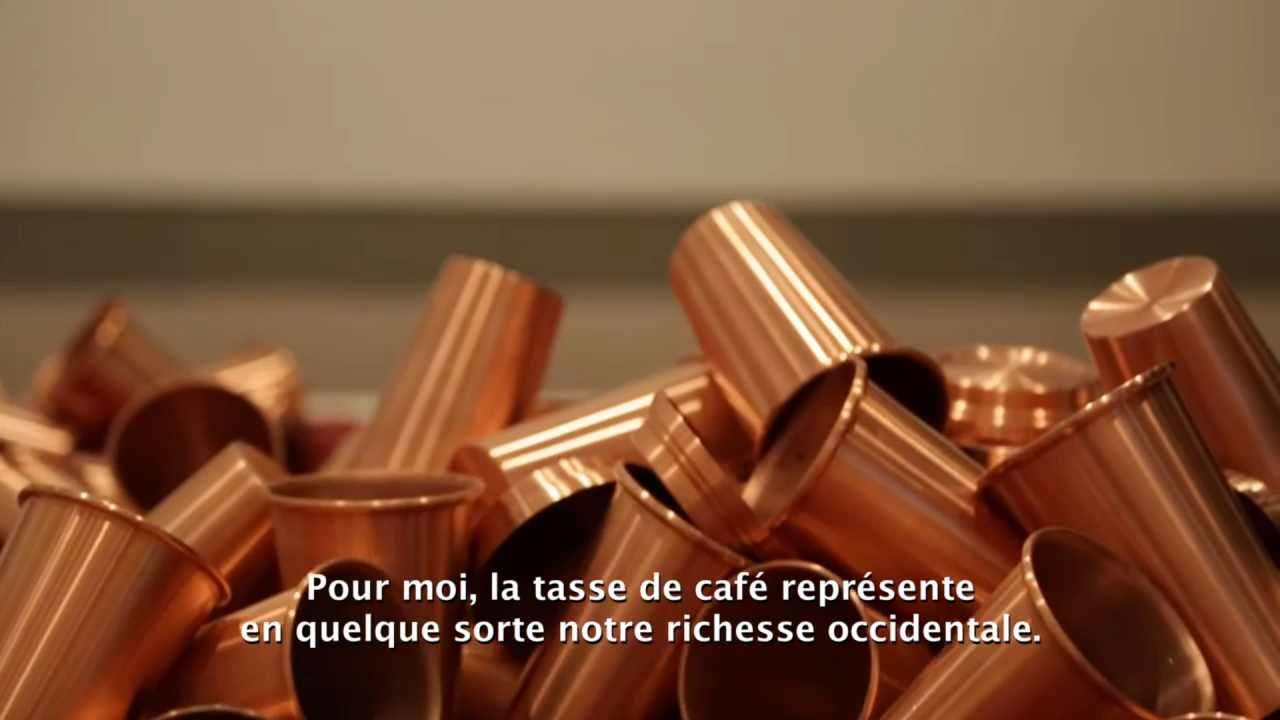 Pour moi, la tasse de café représente
en quelque sorte notre richesse occidentale.